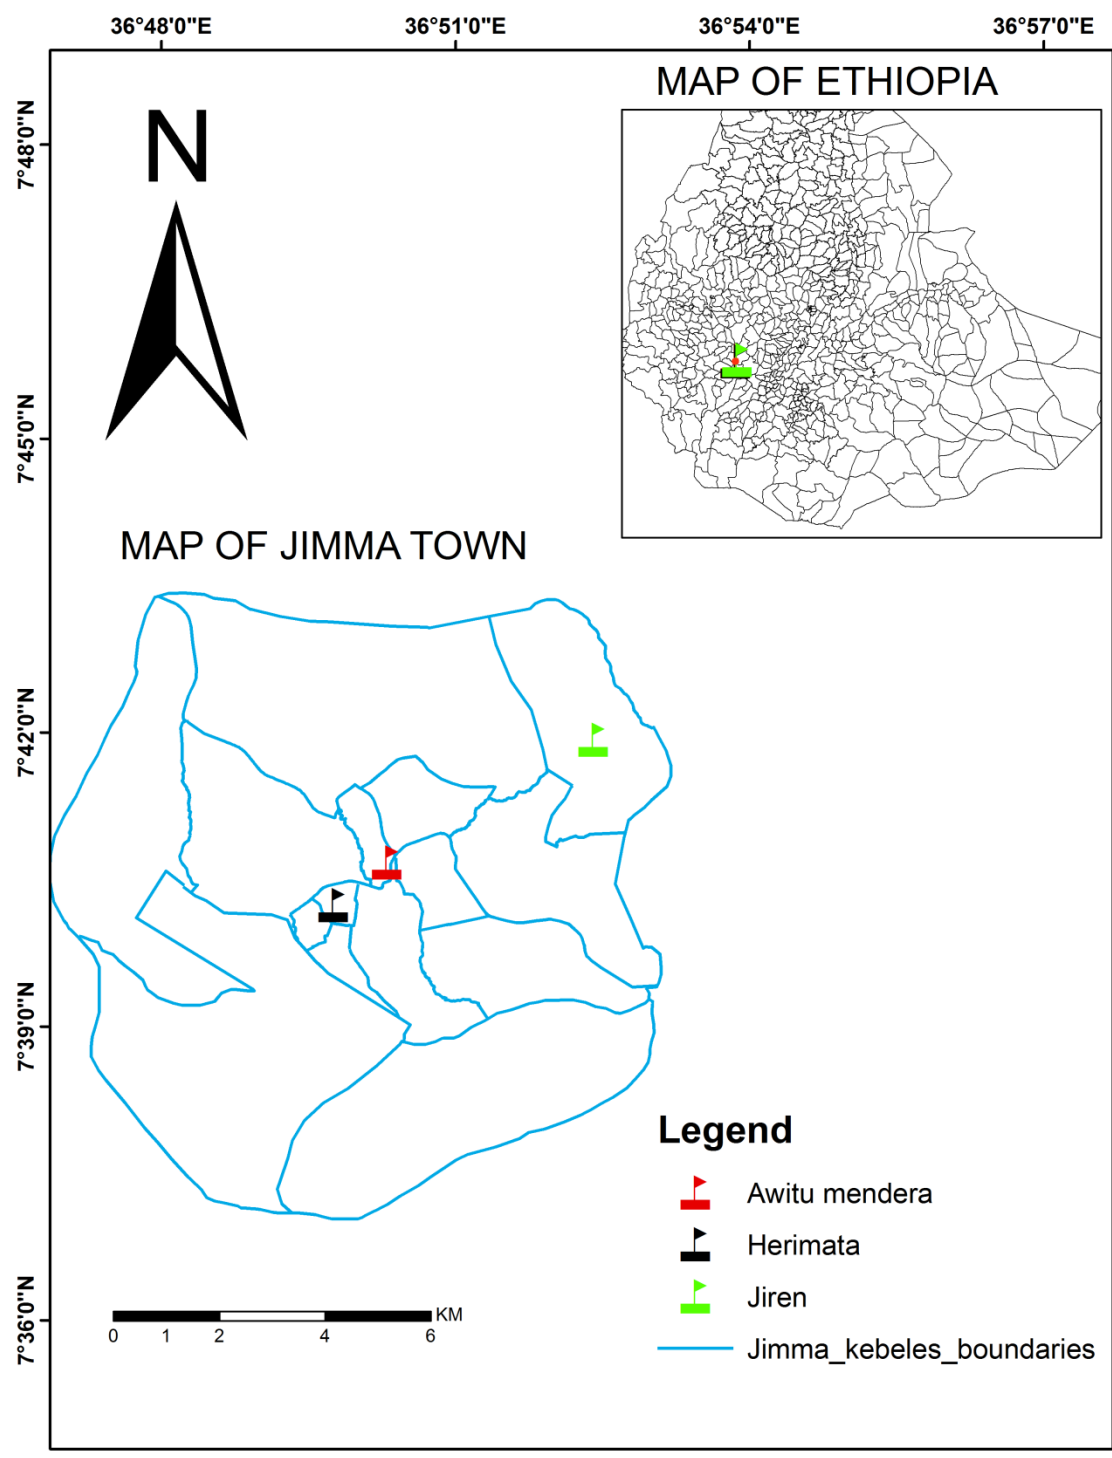 36°48'0"E 36°51'0"E 36°54'0"E 36°57'0"E
MAP OF ETHIOPIA
7°48'0"N
N
7°45'0"N
MAP OF JIMMA TOWN
7°42'0"N
7°39'0"N
Legend
Awitu mendera
Herimata
Jiren
Jimma_kebeles_boundaries
7°36'0"N
KM
0 1 2 4 6